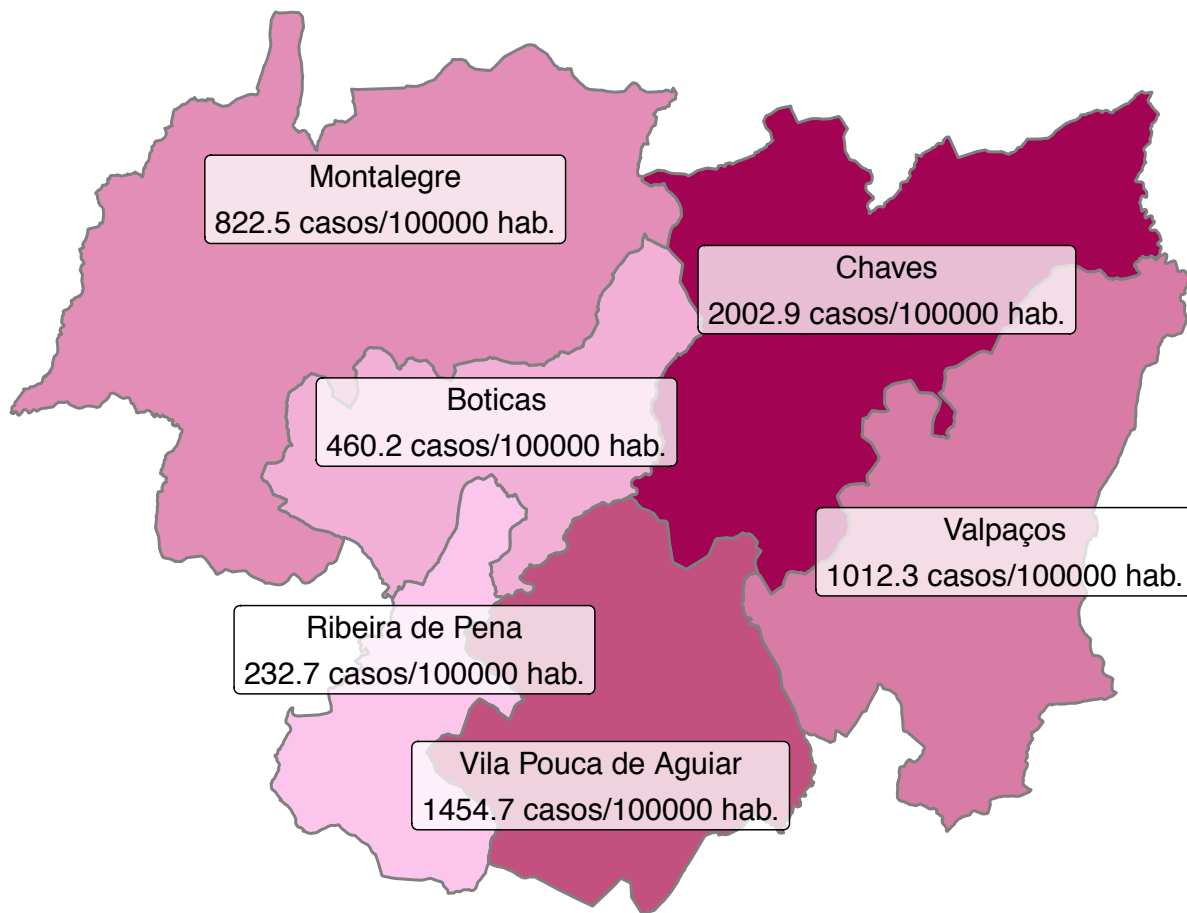 Montalegre
822.5 casos/100000 hab.
Chaves
2002.9 casos/100000 hab.
Boticas
460.2 casos/100000 hab.
Valpaços
1012.3 casos/100000 hab.
Ribeira de Pena
232.7 casos/100000 hab.
Vila Pouca de Aguiar
1454.7 casos/100000 hab.